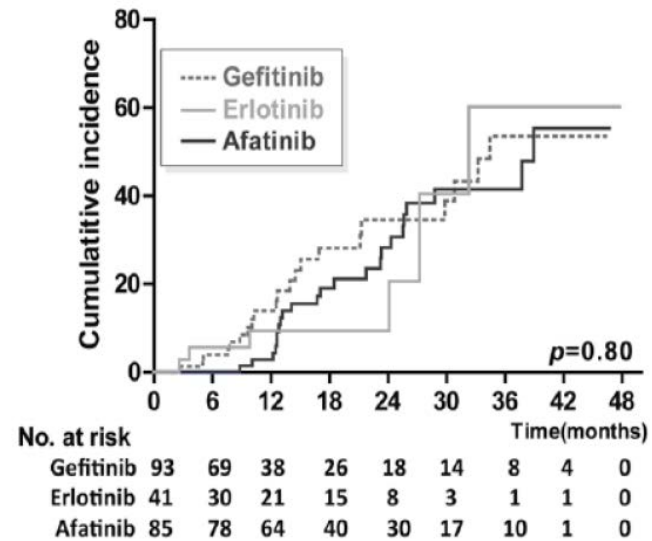 80
60
40
20
0
Cumulatitive incidence
Gefitinib
Erlotinib
Afatinib
p=0.80
0 6 12 18 24 30 36 42 48
Time(months)
No. at risk
Gefitinib 93 69 38 26 18 14 8 4 0
Erlotinib 41 30 21 15 8 3 1 1 0
Afatinib 85 78 64 40 30 17 10 1 0